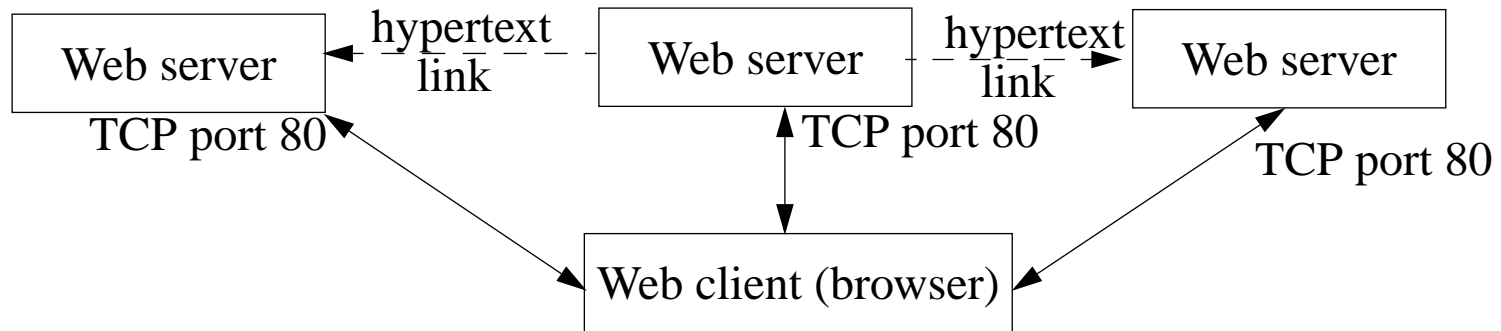 Web server
hypertext
link
Web server
hypertext
link
Web server
TCP port 80
TCP port 80
TCP port 80
Web client (browser)